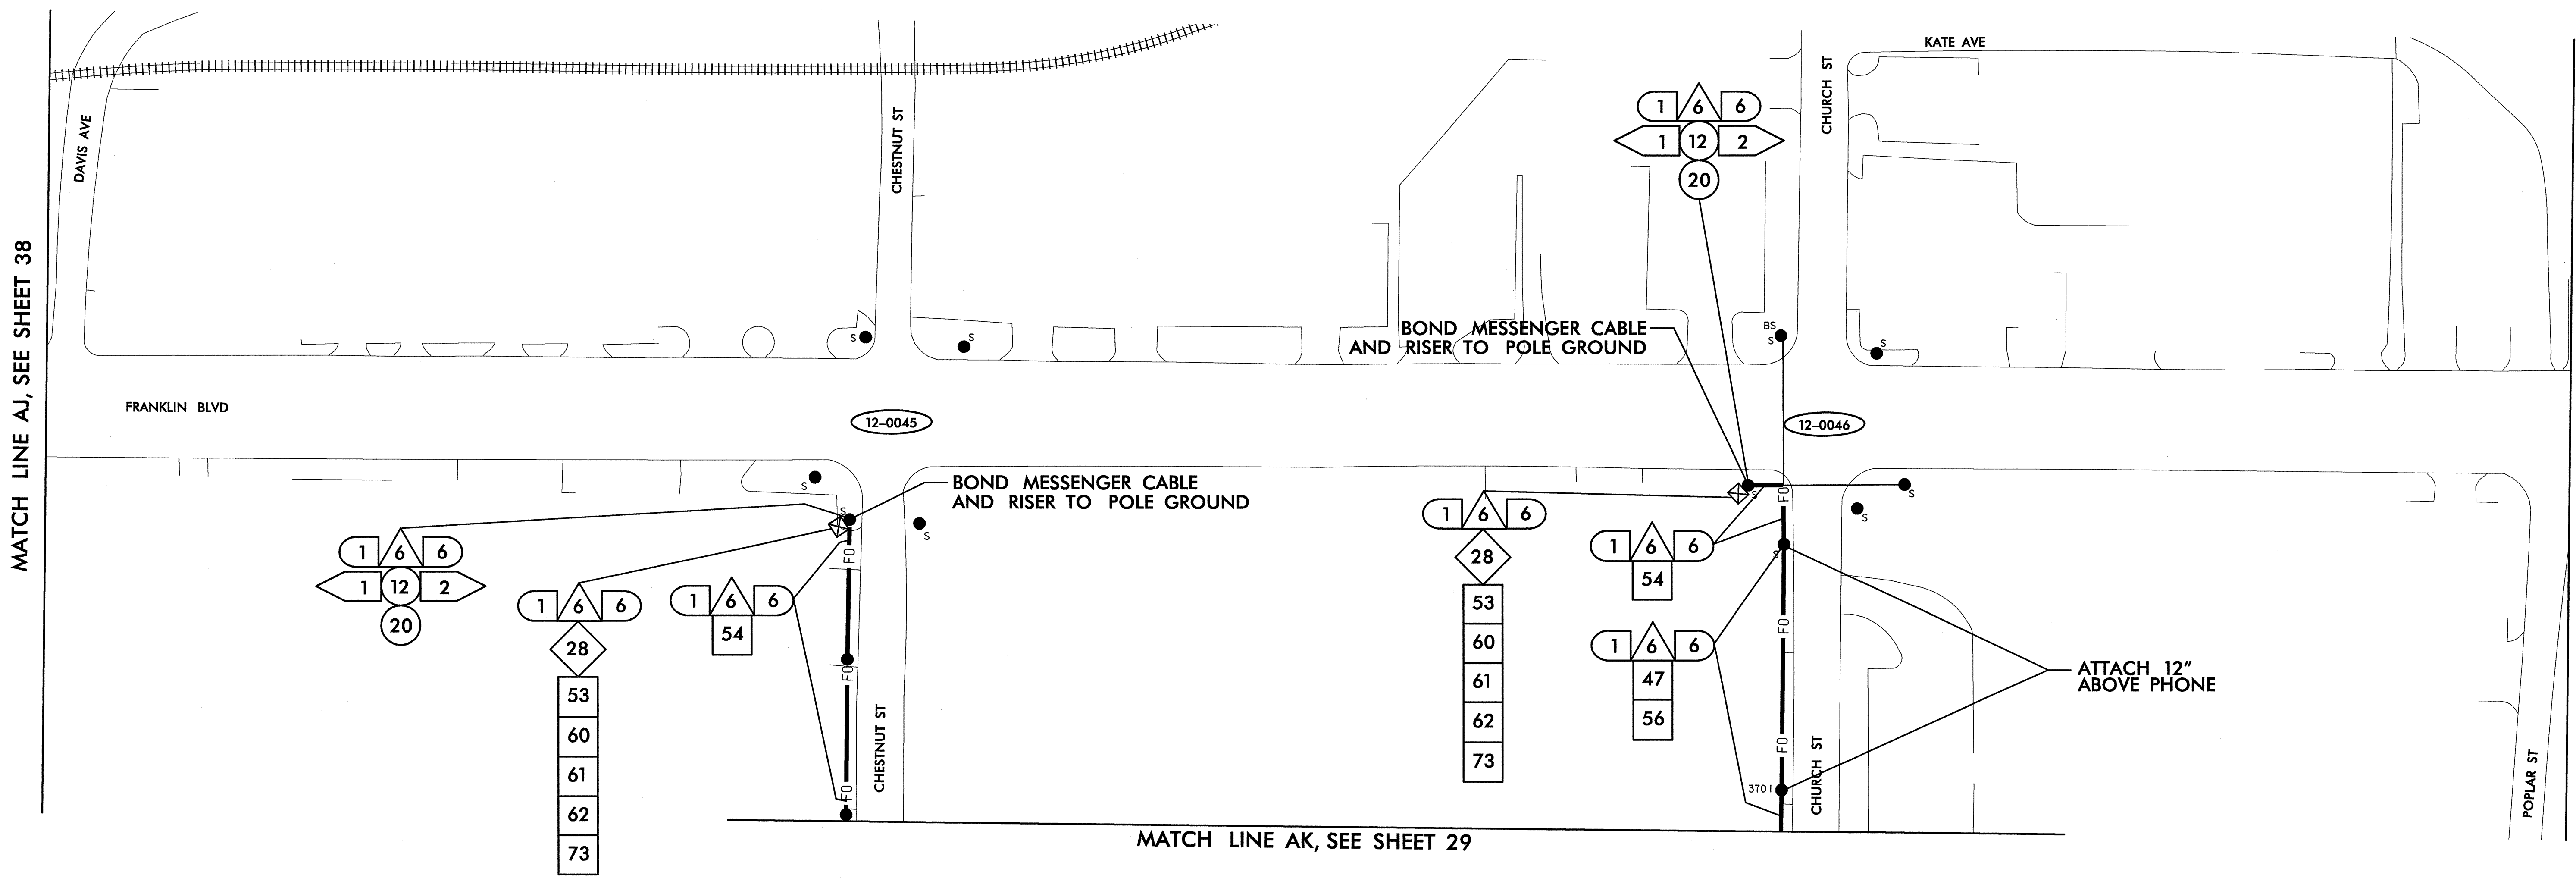 KATE AVE
CHURCH ST
1 6 6
1 12 2
20
DAVIS AVE
CHESTNUT ST
MATCH LINE AJ, SEE SHEET 38
BOND MESSENGER CABLE
AND RISER TO POLE GROUND
BS
S
S
S
S
FRANKLIN BLVD
12-0045
12-0046
S
S
S
BOND MESSENGER CABLE
AND RISER TO POLE GROUND
S
S
S
FO
FO
1 6 6
1 12 2
20
1 6 6
28
53
60
61
62
73
1 6 6
54
FO
FO
CHESTNUT ST
1 6 6
28
53
60
61
62
73
1 6 6
54
S
1 6 6
47
56
FO
FO
3701
CHURCH ST
ATTACH 12"
ABOVE PHONE
POPLAR ST
MATCH LINE AK, SEE SHEET 29